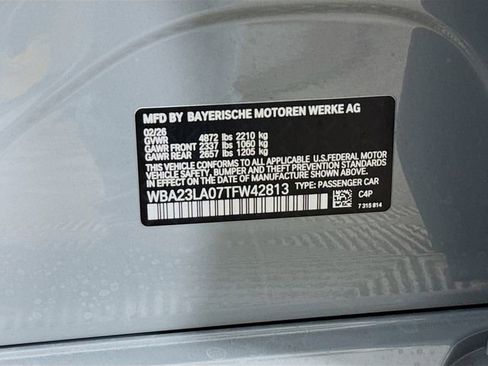 MFD BY BAYERISCHE MOTOREN WERKE AG
02/26
GVWR 4872 lbs 2210 kg
GAWR FRONT 2337 lbs 1060 kg
GAWR REAR 2657 lbs 1205 kg
THIS VEHICLE CONFORMS TO ALL APPLICABLE U.S.FEDERAL MOTOR
VEHICLE SAFETY, BUMPER, AND THEFT PREVENTION STANDARDS IN
EFFECT ON THE DATE OF MANUFACTURE SHOWN ABOVE.
WBA23LA07TFW42813 TYPE: PASSENGER CAR
C4P
7 315 814